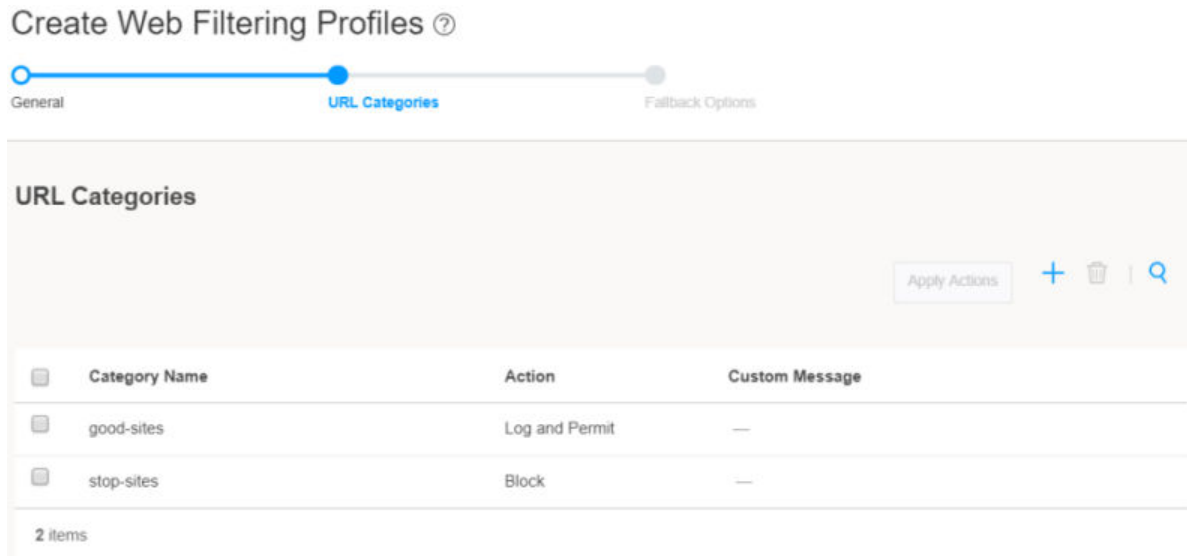 Create Web Filtering Profiles ?
General URL Categories Fallback Options
URL Categories
Apply Actions
Category Name Action Custom Message
good-sites Log and Permit —
stop-sites Block —
2 items